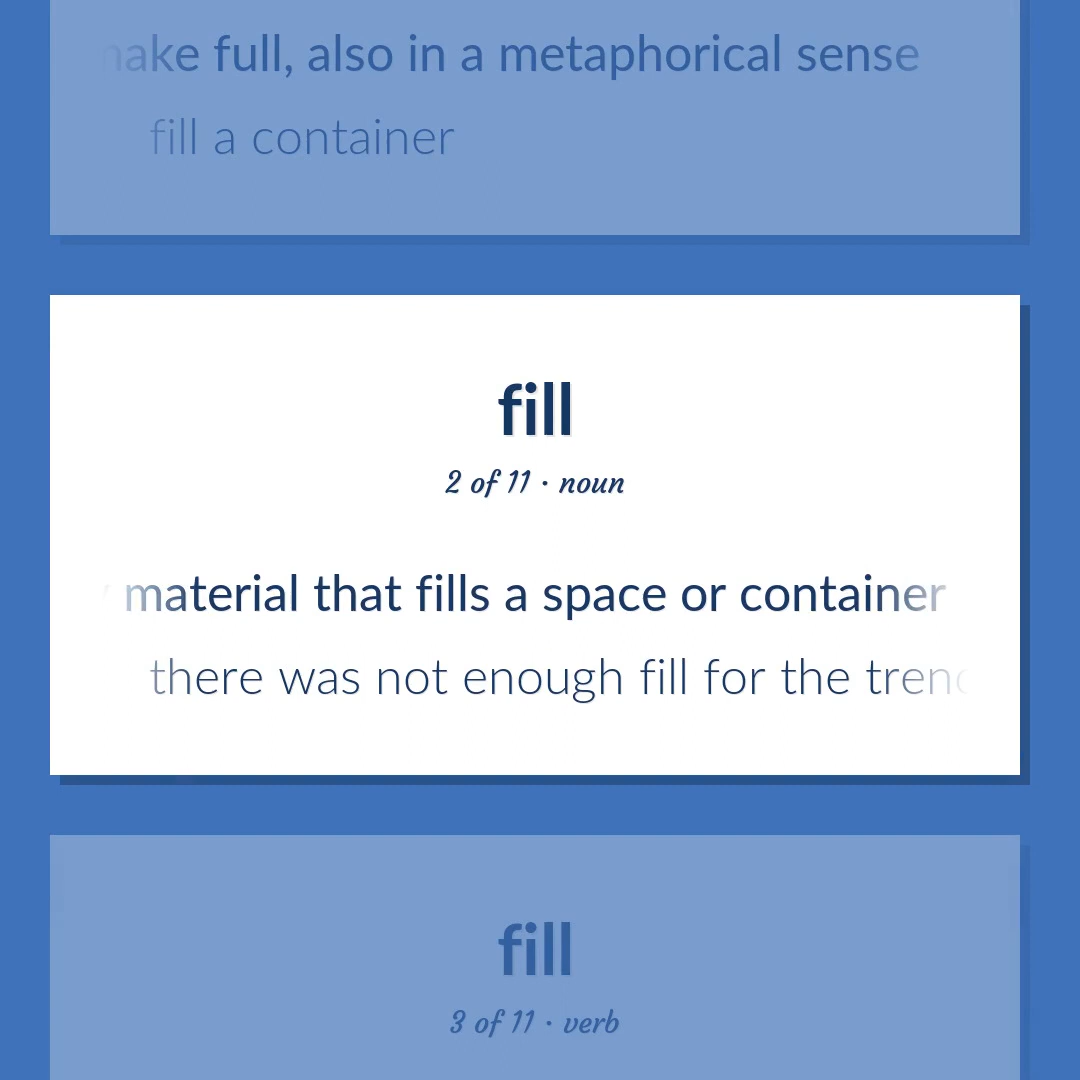 make full, also in a metaphorical sense
fill a container
fill
2 of 11 · noun
material that fills a space or container
there was not enough fill for the
fill
3 of 11 · verb